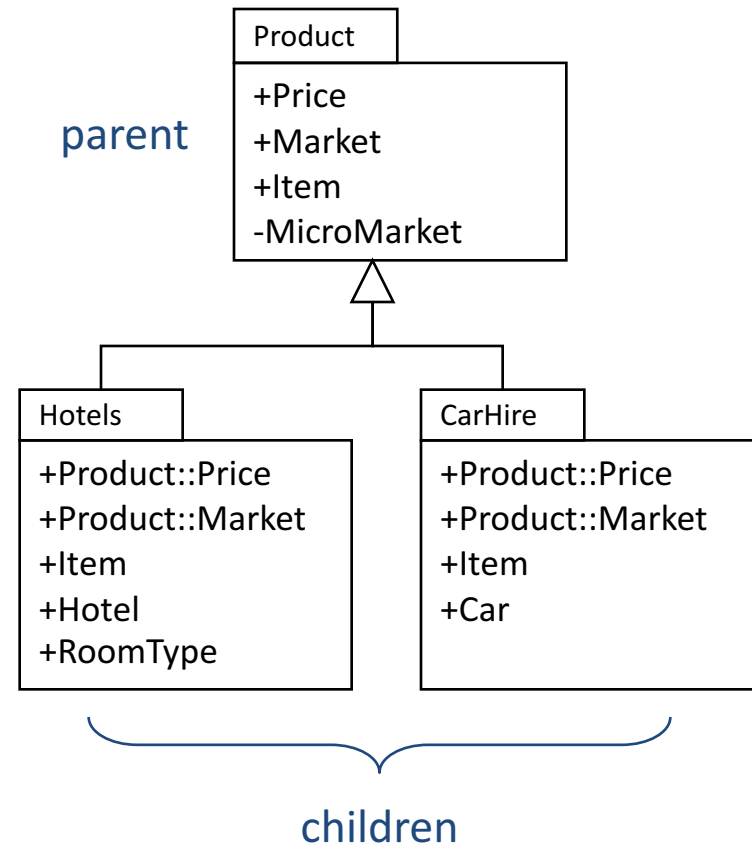 Product
+Price
+Market
+Item
-MicroMarket
parent
Hotels
+Product::Price
+Product::Market
+Item
+Hotel
+RoomType
CarHire
+Product::Price
+Product::Market
+Item
+Car
children